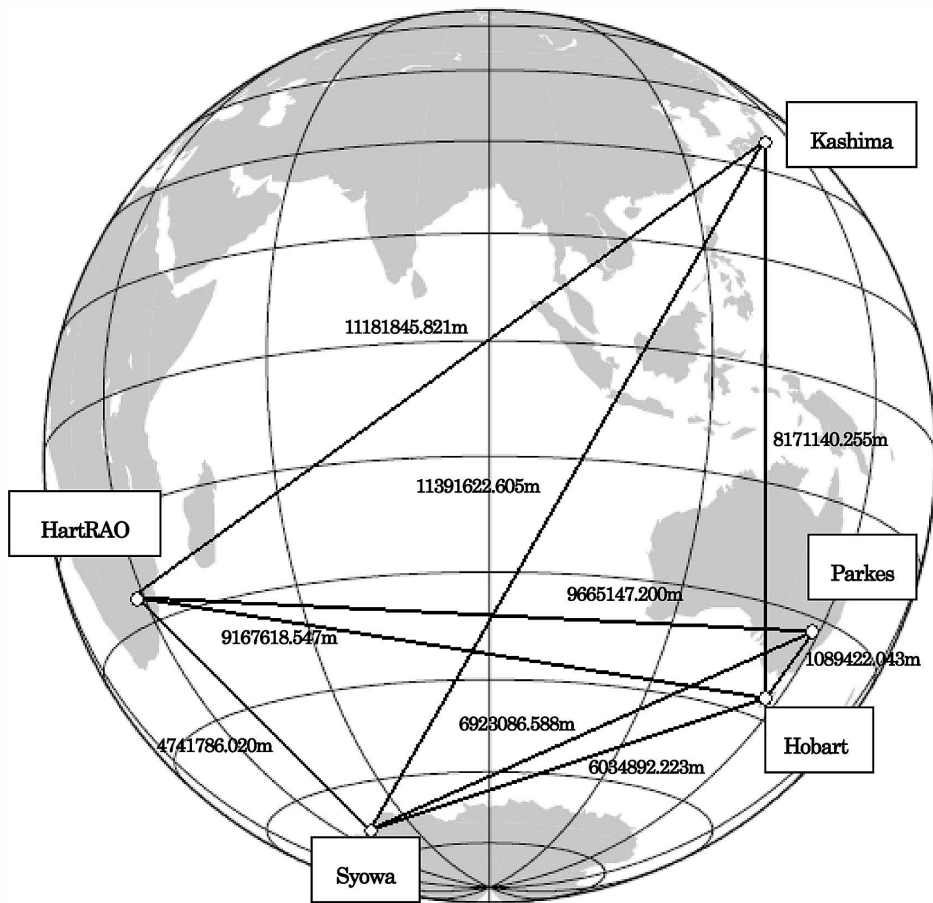 Kashima
11181845.821m
8171140.255m
11391622.605m
HartRAO
Parkes
9665147.200m
9167618.547m
1089422.043m
6923086.588m
Hobart
4741786.020m
6034892.223m
Syowa